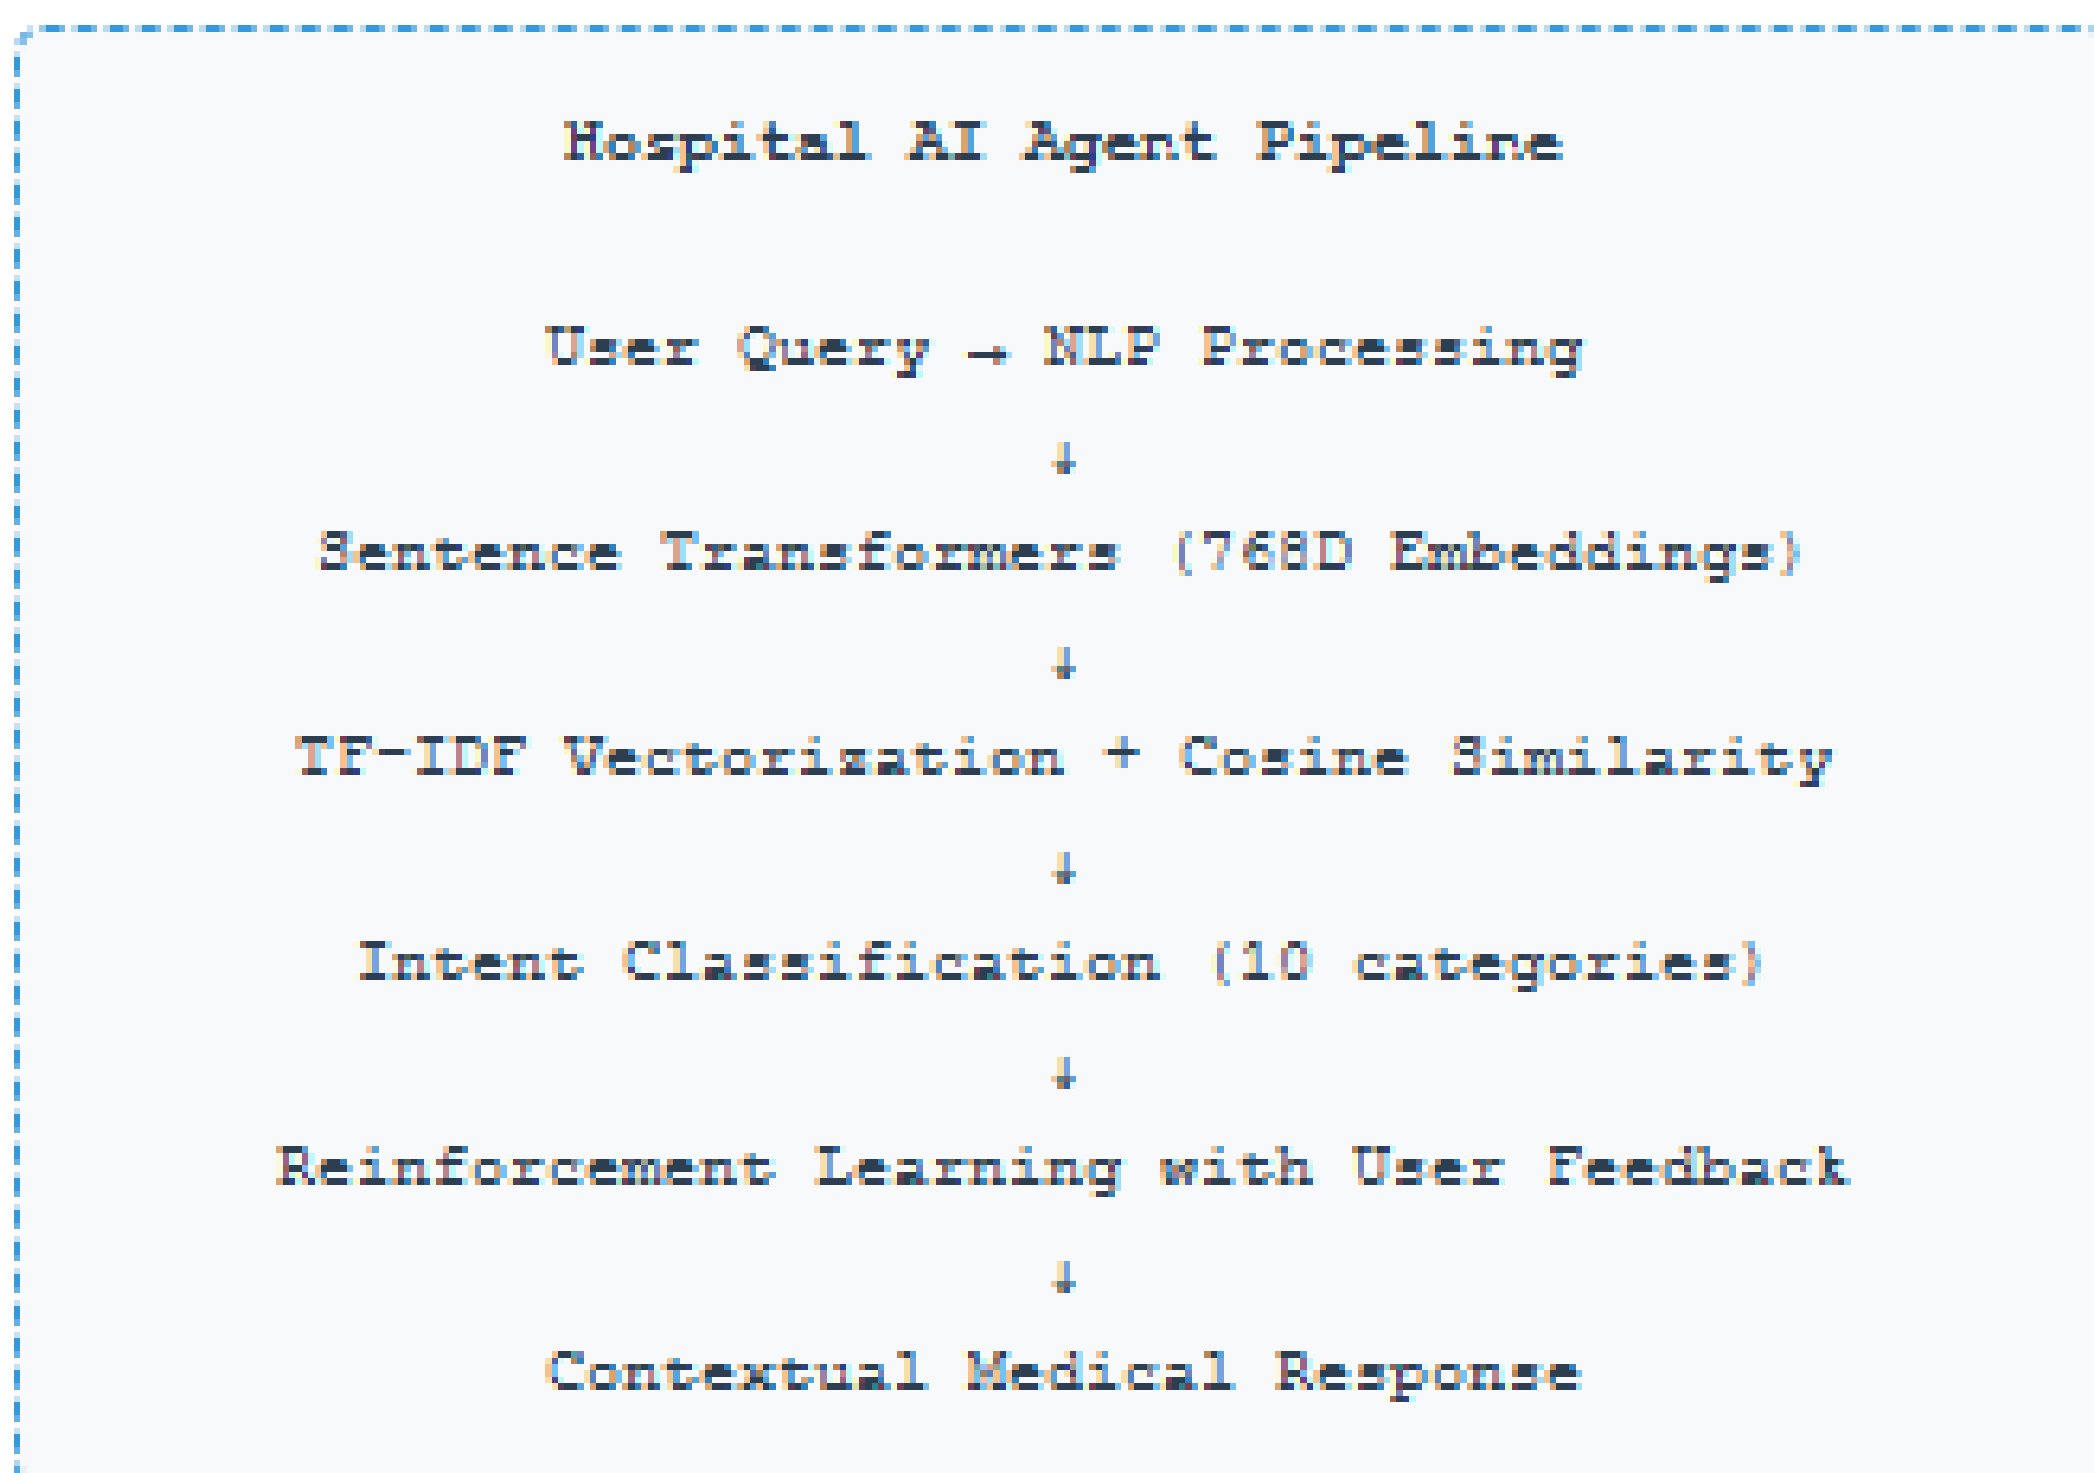 Hospital AI Agent Pipeline
User Query → NLP Processing
↓
Sentence Transformers (768D Embeddings)
↓
TF-IDF Vectorization + Cosine Similarity
↓
Intent Classification (10 categories)
↓
Reinforcement Learning with User Feedback
↓
Contextual Medical Response